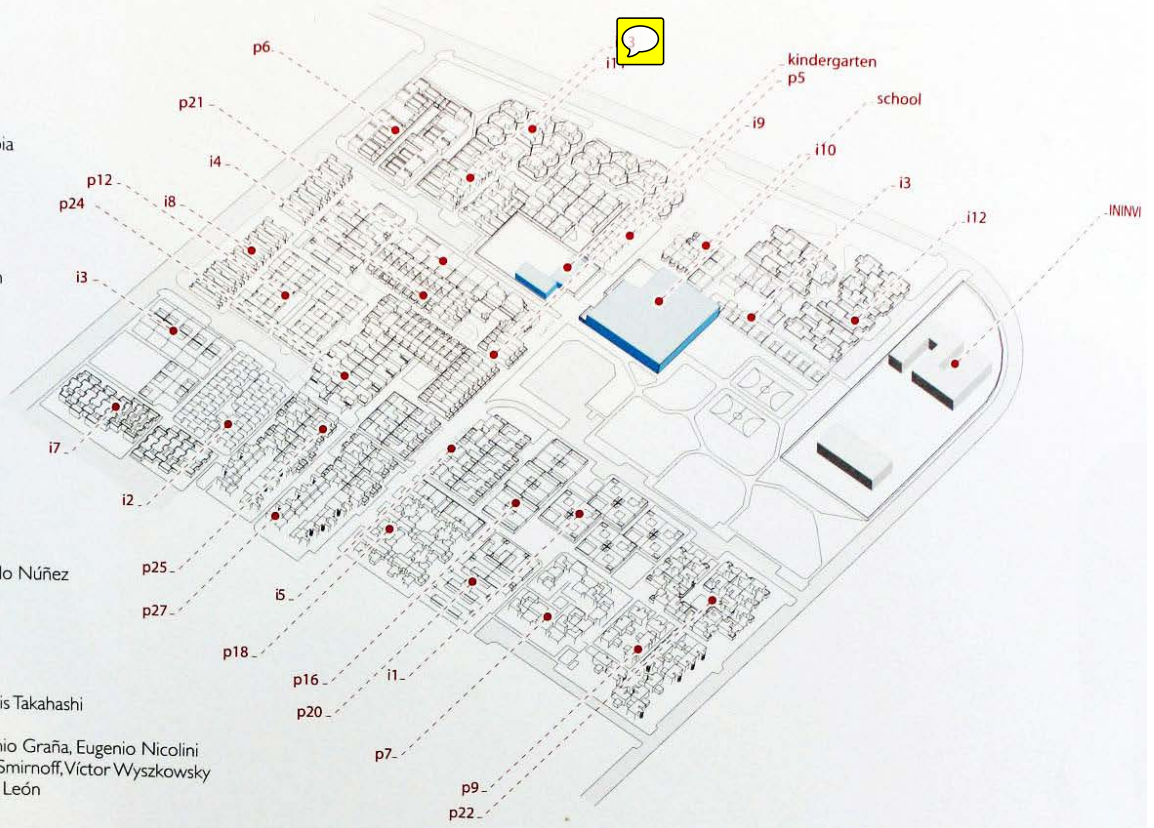 p6
i11
kindergarten
p5
school
p21
i9
i4
i10
p12
i3
i8
p24
i12
ININVI
i3
i7
i2
p25
i5
lo Núñez
p27
p18
p16
i1
p20
is Takahashi
p7
nio Graña, Eugenio Nicolini
Smirnoff, Víctor Wyszkowsky
León
p9
p22